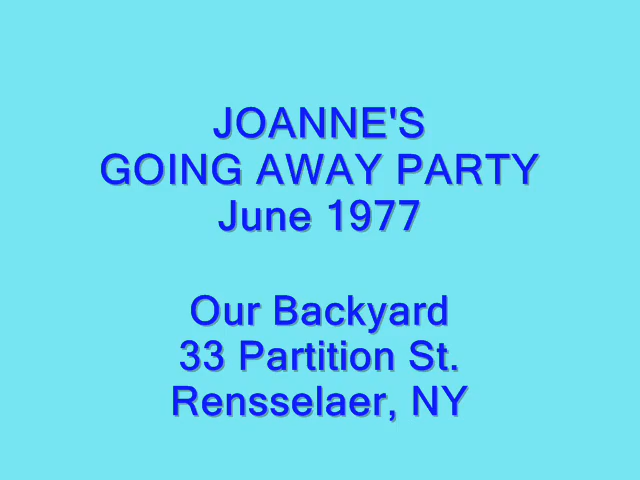 JOANNE'S
GOING AWAY PARTY
June 1977
Our Backyard
33 Partition St.
Rensselaer, NY